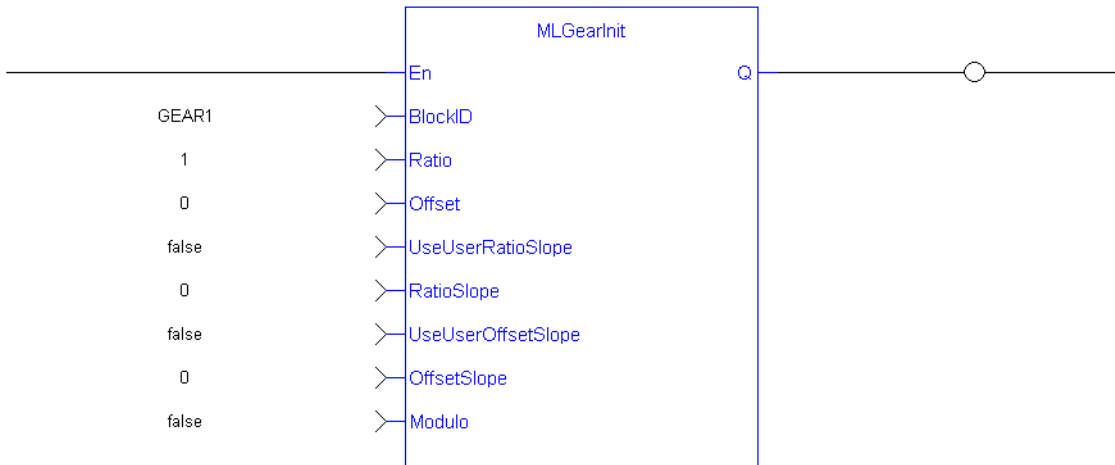 MLGearInit
En Q
GEAR1 BlockID
1 Ratio
0 Offset
false UseUserRatioSlope
0 RatioSlope
false UseUserOffsetSlope
0 OffsetSlope
false Modulo